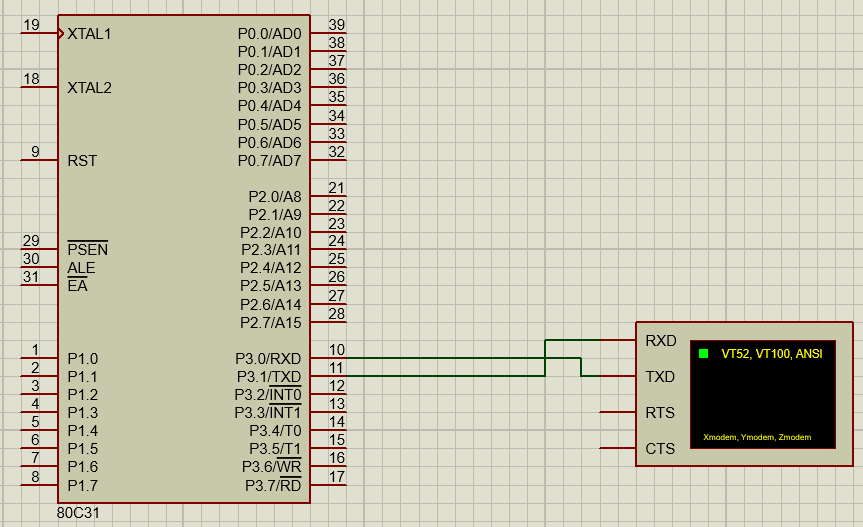 19 XTAL1 P0.0/AD0 39
P0.1/AD1 38
P0.2/AD2 37
18 XTAL2 P0.3/AD3 36
P0.4/AD4 35
P0.5/AD5 34
P0.6/AD6 33
9 RST P0.7/AD7 32
P2.0/A8 21
P2.1/A9 22
P2.2/A10 23
29 PSEN P2.3/A11 24
30 ALE P2.4/A12 25
31 EA P2.5/A13 26
P2.6/A14 27
P2.7/A15 28
1 P1.0 P3.0/RXD 10
2 P1.1 P3.1/TXD 11
3 P1.2 P3.2/INT0 12
4 P1.3 P3.3/INT1 13
5 P1.4 P3.4/T0 14
6 P1.5 P3.5/T1 15
7 P1.6 P3.6/WR 16
8 P1.7 P3.7/RD 17
80C31
RXD
VT52, VT100, ANSI
TXD
RTS
Xmodem, Ymodem, Zmodem
CTS